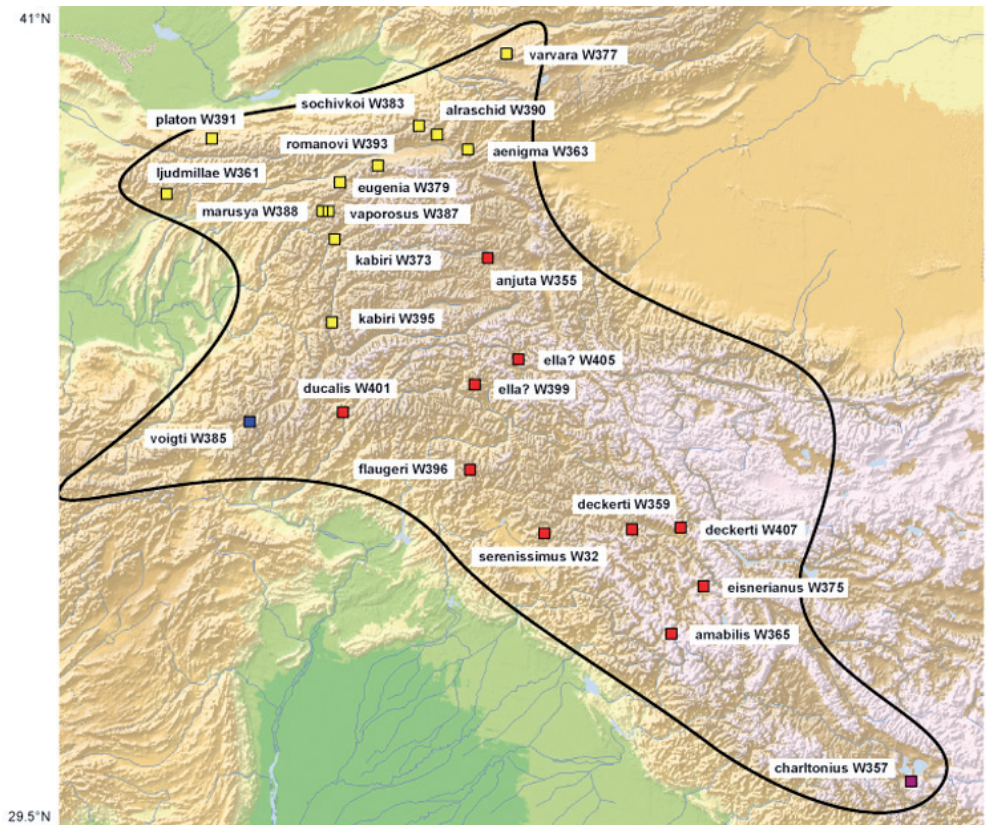 41°N
varvara W377
sochivkoi W383
alraschid W390
platon W391
romanovi W393
aenigma W363
ljudmillae W361
eugenia W379
marusya W388
vaporosus W387
kabiri W373
anjuta W355
kabiri W395
ella? W405
ducalis W401
ella? W399
voigti W385
flaugeri W396
deckerti W359
deckerti W407
serenissimus W32
eisnerianus W375
amabilis W365
charltonius W357
29.5°N